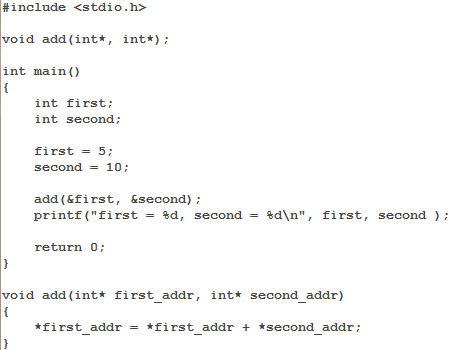 #include <stdio.h>
void add(int*, int*);
int main()
{
int first;
int second;
first = 5;
second = 10;
add(&first, &second);
printf("first = %d, second = %d\n", first, second );
return 0;
}
void add(int* first_addr, int* second_addr)
{
*first_addr = *first_addr + *second_addr;
}